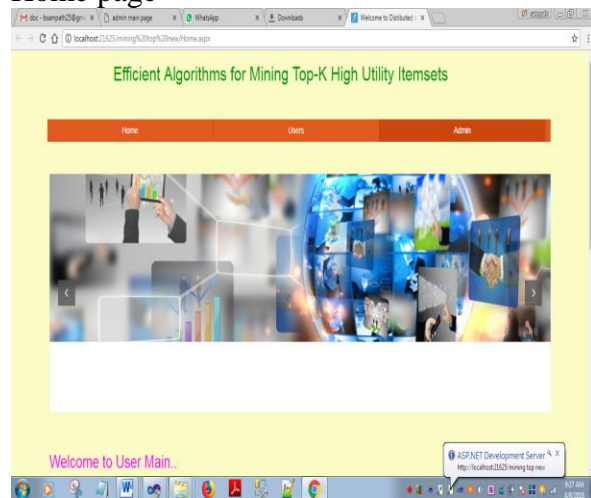 Home page
doc - bsampath25@gm
admin main page
WhatsApp
Downloads
Welcome to Distibuted
localhost:21625/mining%20top%20new/Home.aspx
Efficient Algorithms for Mining Top-K High Utility Itemsets
Home Users Admin
Welcome to User Main..
ASP.NET Development Server
http://localhost:21625/mining top new
9:27 AM